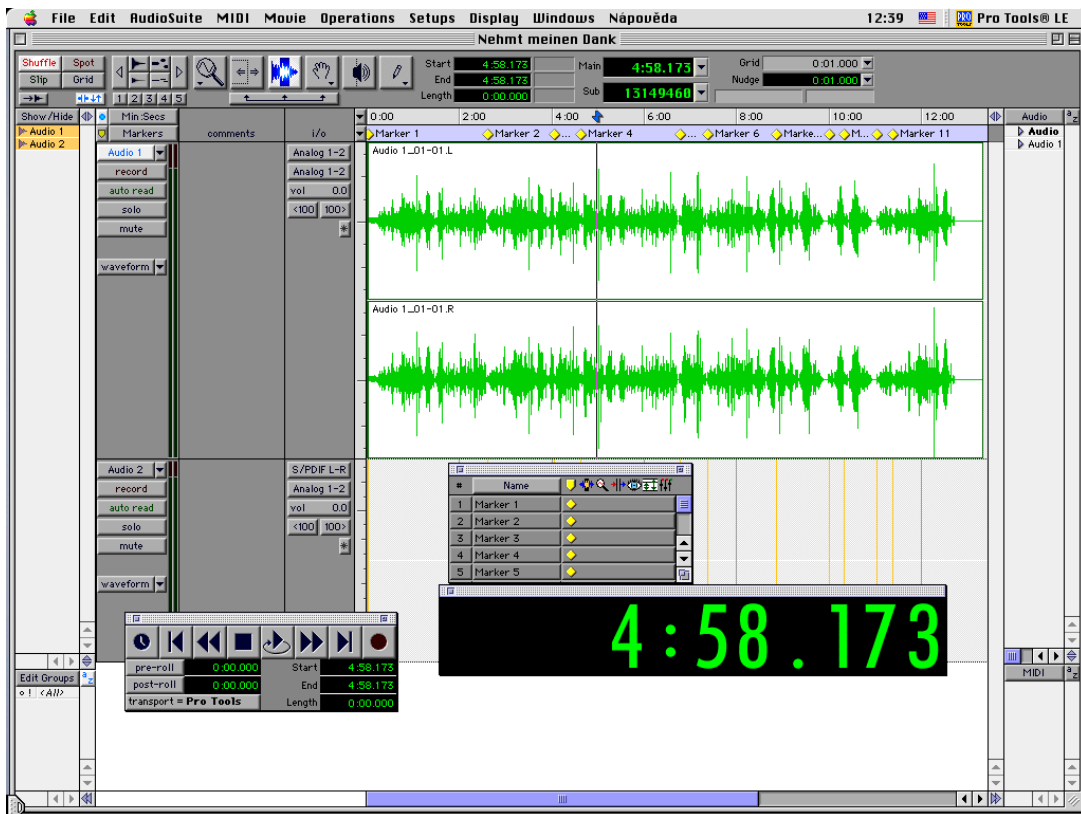 File Edit AudioSuite MIDI Movie Operations Setups Display Windows Nápověda 12:39 PRO TOOLS Pro Tools® LE
Nehmt meinen Dank
Shuffle Spot
Slip Grid
1 2 3 4 5
Start 4:58.173
End 4:58.173
Length 0:00.000
Main 4:58.173
Sub 13149460
Grid 0:01.000
Nudge 0:01.000
Show/Hide
Audio 1
Audio 2
Min:Secs 0:00 2:00 4:00 6:00 8:00 10:00 12:00
Markers comments i/o Marker 1 Marker 2 ... Marker 4 ... Marker 6 Marke... M... Marker 11
Audio
Audio
Audio 1
Audio 1 Analog 1-2
record Analog 1-2
auto read vol 0.0
solo <100 100>
mute
waveform
Audio 1_01-01.L
Audio 1_01-01.R
Audio 2 S/PDIF L-R
record Analog 1-2
auto read vol 0.0
solo <100 100>
mute
waveform
# Name
1 Marker 1
2 Marker 2
3 Marker 3
4 Marker 4
5 Marker 5
4:58.173
pre-roll 0:00.000 Start 4:58.173
post-roll 0:00.000 End 4:58.173
transport = Pro Tools Length 0:00.000
Edit Groups
a z
o ! <All>
MIDI
a z